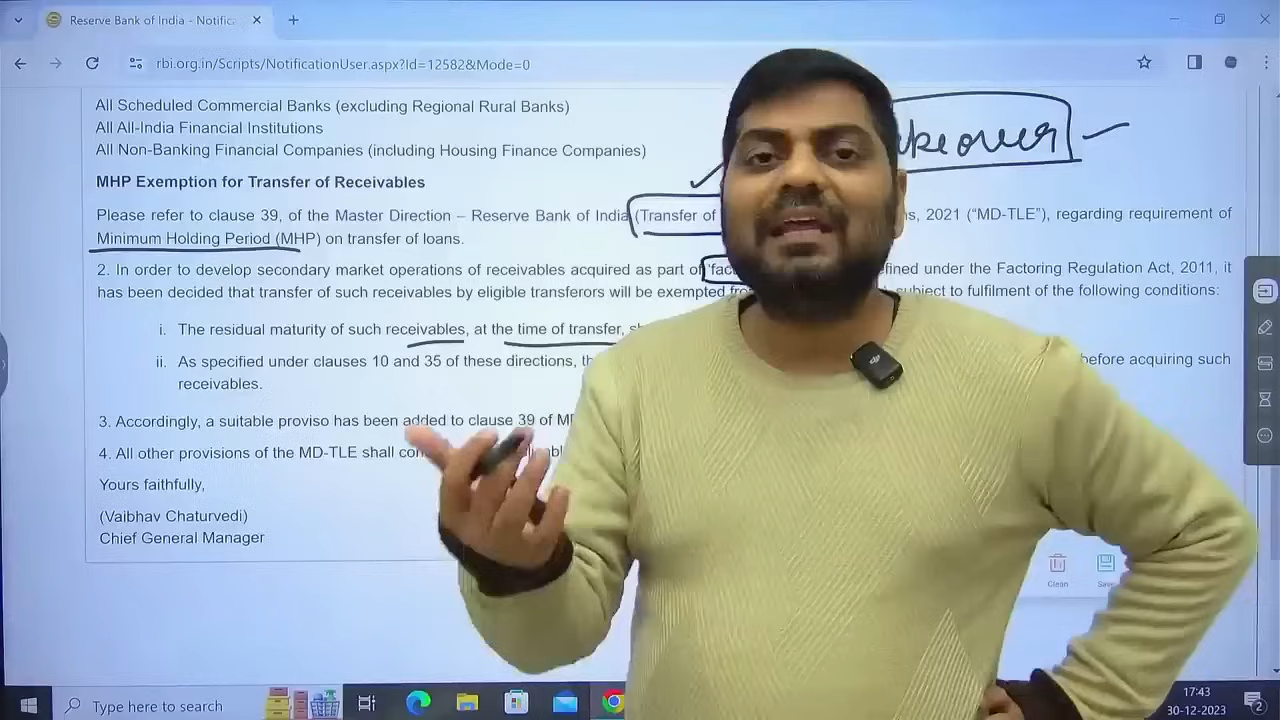 Reserve Bank of India - Notifica
rbi.org.in/Scripts/NotificationUser.aspx?Id=12582&Mode=0
All Scheduled Commercial Banks (excluding Regional Rural Banks)
All All-India Financial Institutions
All Non-Banking Financial Companies (including Housing Finance Companies)
akeover
MHP Exemption for Transfer of Receivables
Please refer to clause 39, of the Master Direction – Reserve Bank of India (Transfer of ns, 2021 (“MD-TLE”), regarding requirement of
Minimum Holding Period (MHP) on transfer of loans.
2. In order to develop secondary market operations of receivables acquired as part of ‘fac efined under the Factoring Regulation Act, 2011, it
has been decided that transfer of such receivables by eligible transferors will be exempted fro subject to fulfilment of the following conditions:
i. The residual maturity of such receivables, at the time of transfer, s
ii. As specified under clauses 10 and 35 of these directions, th before acquiring such
receivables.
3. Accordingly, a suitable proviso has been added to clause 39 of M
4. All other provisions of the MD-TLE shall con
Yours faithfully,
(Vaibhav Chaturvedi)
Chief General Manager
Clean Save
Type here to search
17:43
30-12-2023
2